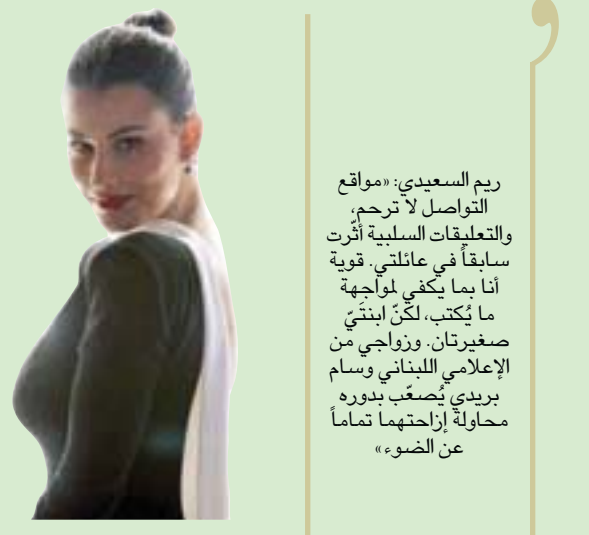 ريم السعيدي: «مواقع
التواصل لا ترحم،
والتعليقات السلبية أثّرت
سابقاً في عائلتي. قوية
أنا بما يكفي لمواجهة
ما يُكتب، لكنّ ابنتَيّ
صغيرتان. وزواجي من
الإعلامي اللبناني وسام
بريدي يُصعّب بدوره
محاولة إزاحتهما تماماً
عن الضوء»